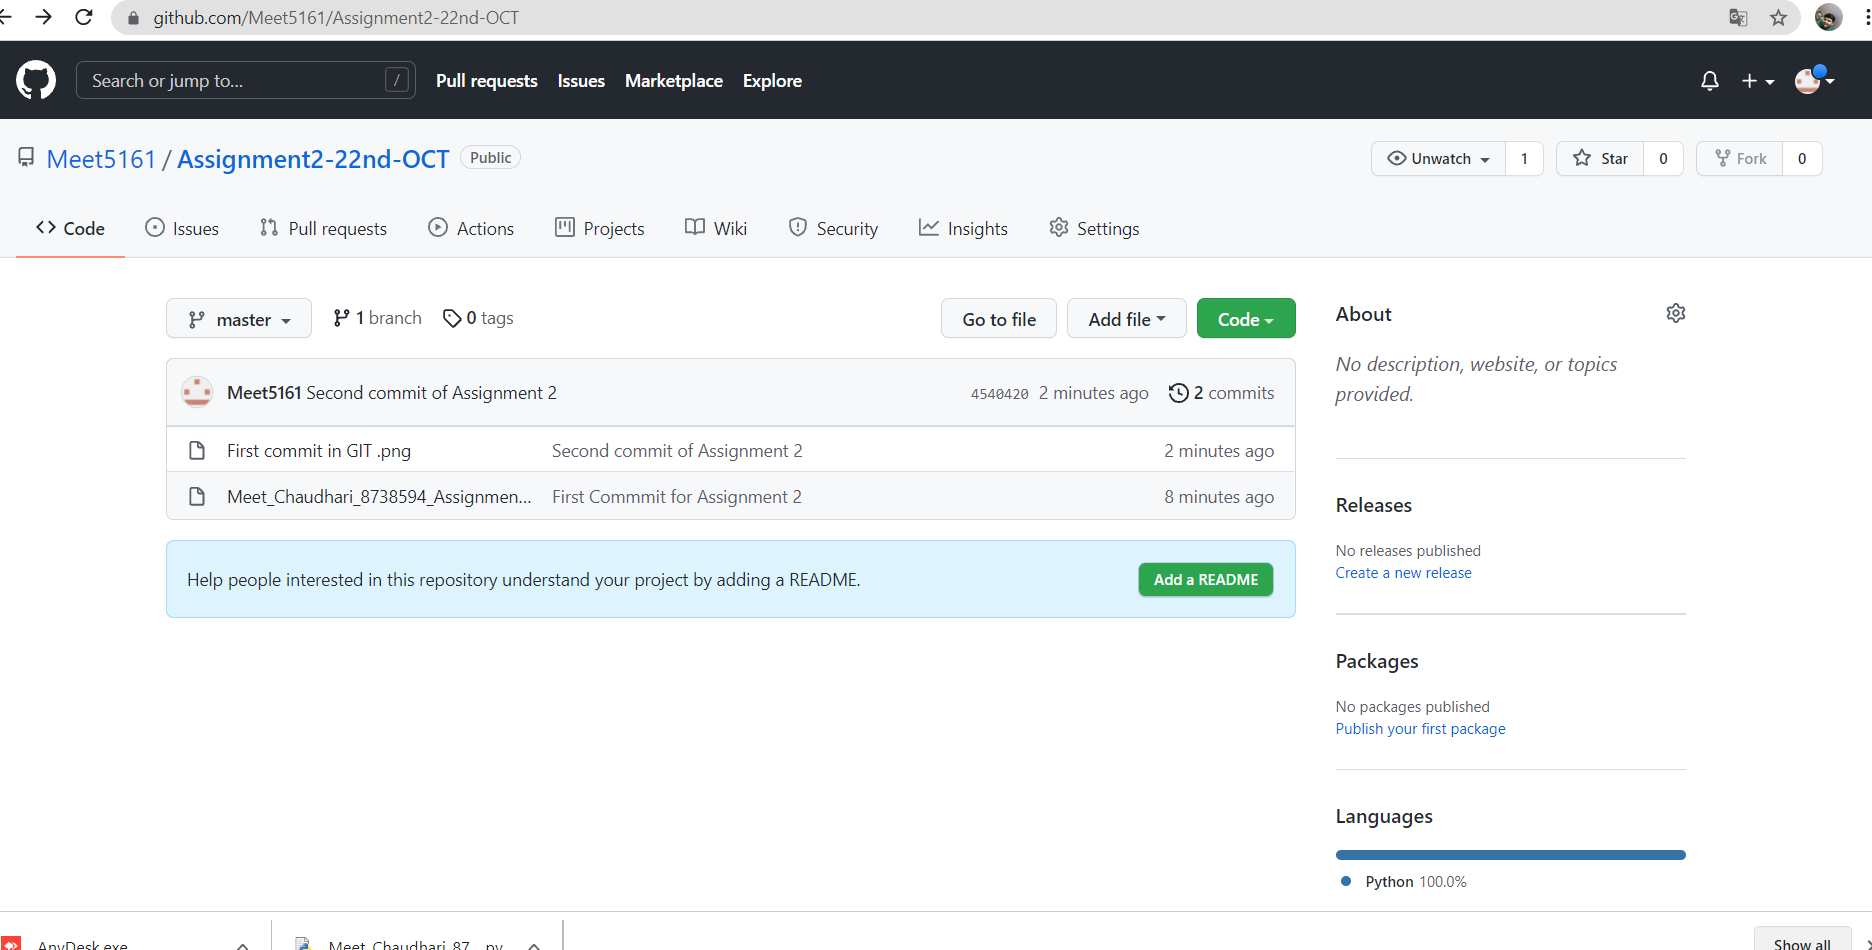 github.com/Meet5161/Assignment2-22nd-OCT
Search or jump to... /
Pull requests Issues Marketplace Explore
Meet5161 / Assignment2-22nd-OCT Public
Unwatch 1 Star 0 Fork 0
Code Issues Pull requests Actions Projects Wiki Security Insights Settings
master 1 branch 0 tags Go to file Add file Code
Meet5161 Second commit of Assignment 2 4540420 2 minutes ago 2 commits
First commit in GIT .png Second commit of Assignment 2 2 minutes ago
Meet_Chaudhari_8738594_Assignmen... First Commmit for Assignment 2 8 minutes ago
Help people interested in this repository understand your project by adding a README. Add a README
About
No description, website, or topics
provided.
Releases
No releases published
Create a new release
Packages
No packages published
Publish your first package
Languages
Python 100.0%
AnyDesk.exe Meet_Chaudhari_87....py Show all